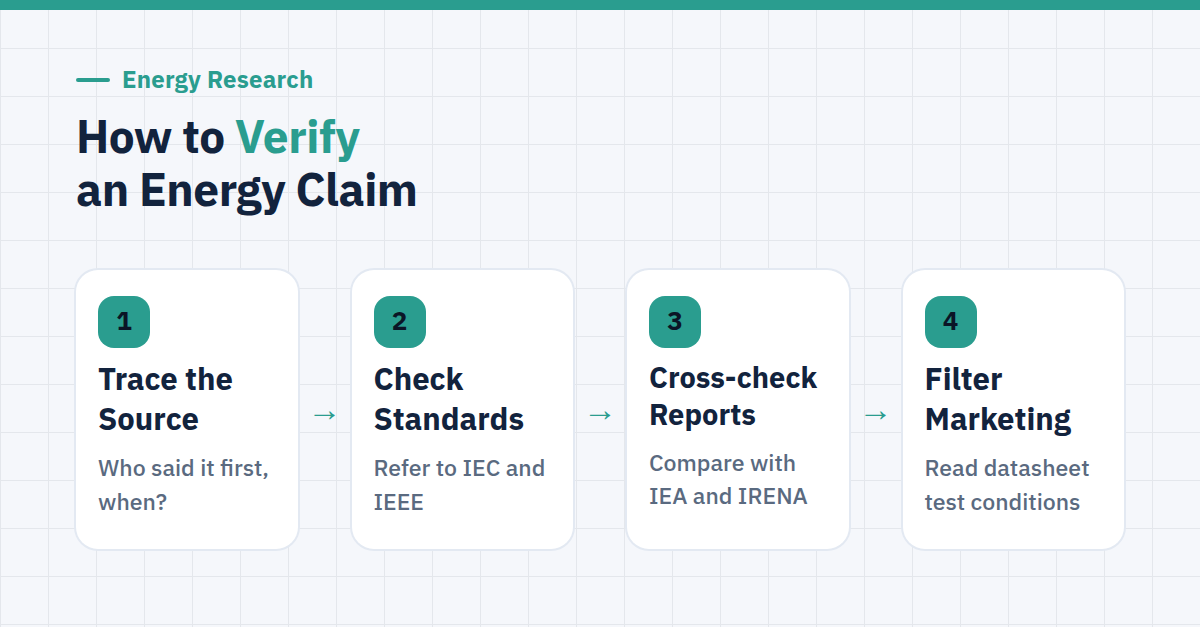 Energy Research
How to Verify
an Energy Claim
1
Trace the
Source
Who said it first,
when?
→
2
Check
Standards
Refer to IEC and
IEEE
→
3
Cross-check
Reports
Compare with
IEA and IRENA
→
4
Filter
Marketing
Read datasheet
test conditions